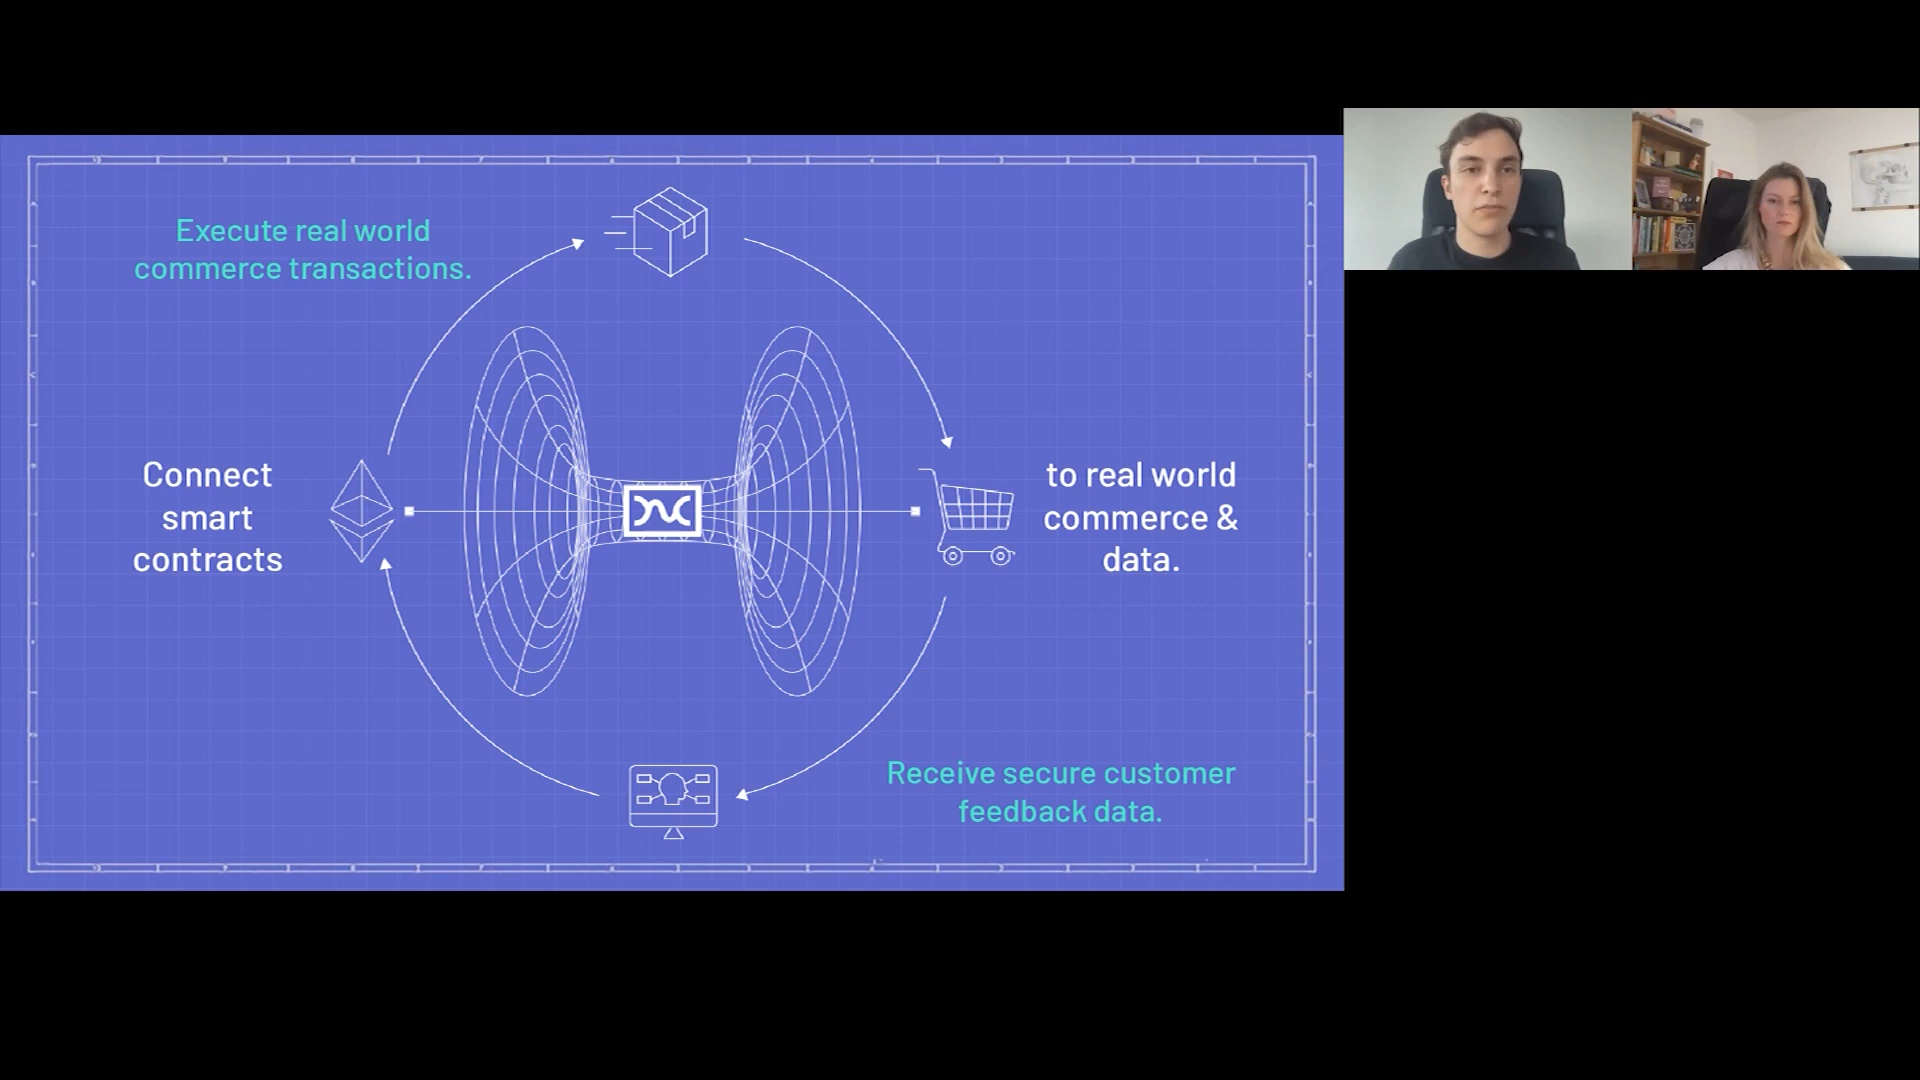 Execute real world
commerce transactions.
Connect
smart
contracts
to real world
commerce &
data.
Receive secure customer
feedback data.